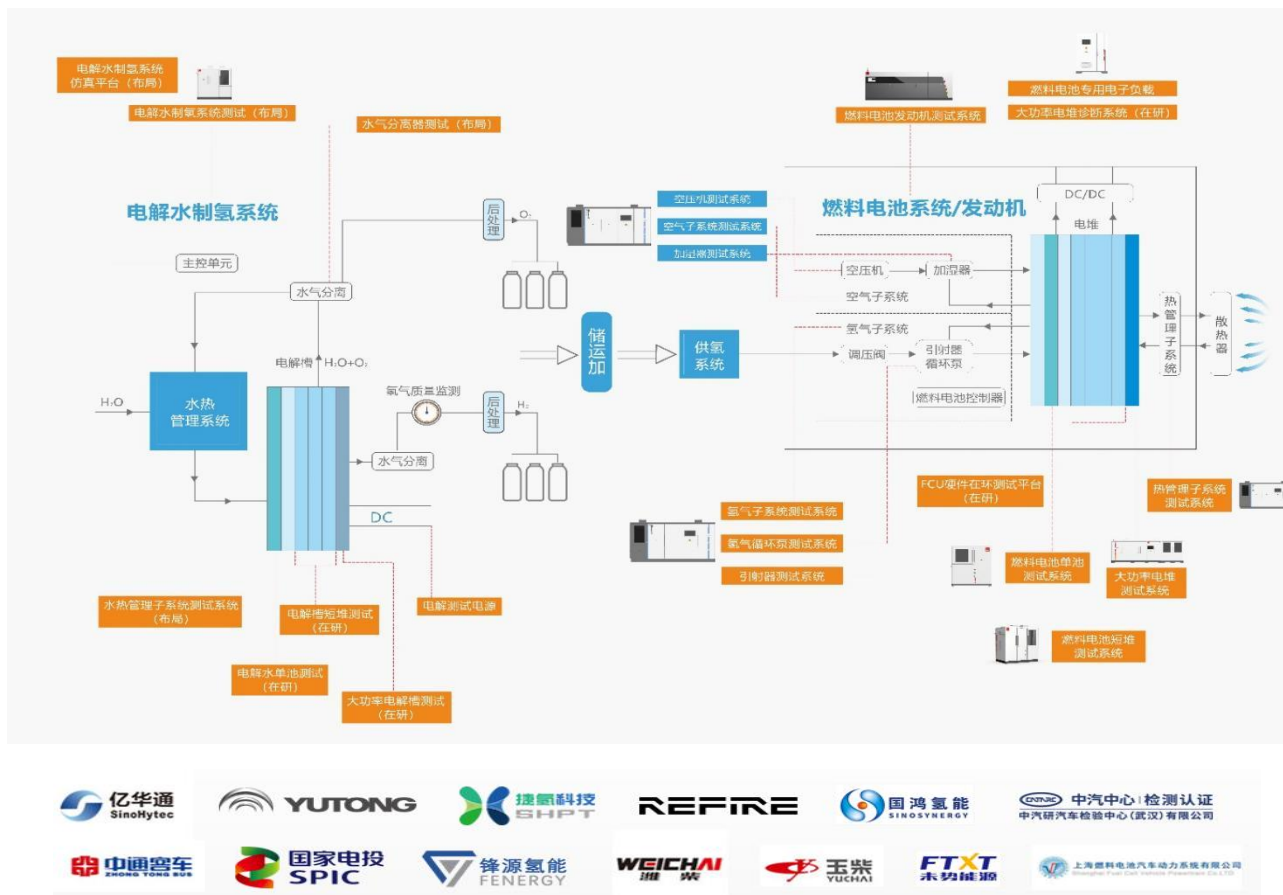 电解水制氢系统
仿真平台（布局）
电解水制氢系统测试（布局）
水气分离器测试（布局）
燃料电池发动机测试系统
燃料电池专用电子负载
大功率电堆诊断系统（在研）
电解水制氢系统
主控单元
水气分离
后处理
O₂
空压机测试系统
空气子系统测试系统
加湿器测试系统
燃料电池系统/发动机
DC/DC
电堆
空压机
加湿器
空气子系统
氢气子系统
调压阀
引射器
循环泵
燃料电池控制器
热管理子系统
散热器
储运加
供氢
系统
电解槽
H₂O+O₂
H₂O
水热
管理系统
氢气质量监测
后处理
H₂
水气分离
DC
氢气子系统测试系统
氢气循环泵测试系统
引射器测试系统
FCU硬件在环测试平台
（在研）
热管理子系统
测试系统
燃料电池单池
测试系统
大功率电堆
测试系统
燃料电池短堆
测试系统
水热管理子系统测试系统
（布局）
电解槽短堆测试
（在研）
电解测试电源
电解水单池测试
（在研）
大功率电解槽测试
（在研）
亿华通
SinoHytec
YUTONG
捷氢科技
SHPT
REFIRE
国鸿氢能
SINOSYNERGY
中汽中心 | 检测认证
中汽研汽车检验中心（武汉）有限公司
中通客车
ZHONG TONG BUS
国家电投
SPIC
锋源氢能
FENERGY
WEICHAI
潍柴
玉柴
YUCHAI
FTXT
未势能源
上海燃料电池汽车动力系统有限公司
Shanghai Fuel Cell Vehicle Powertrain Co.LTD